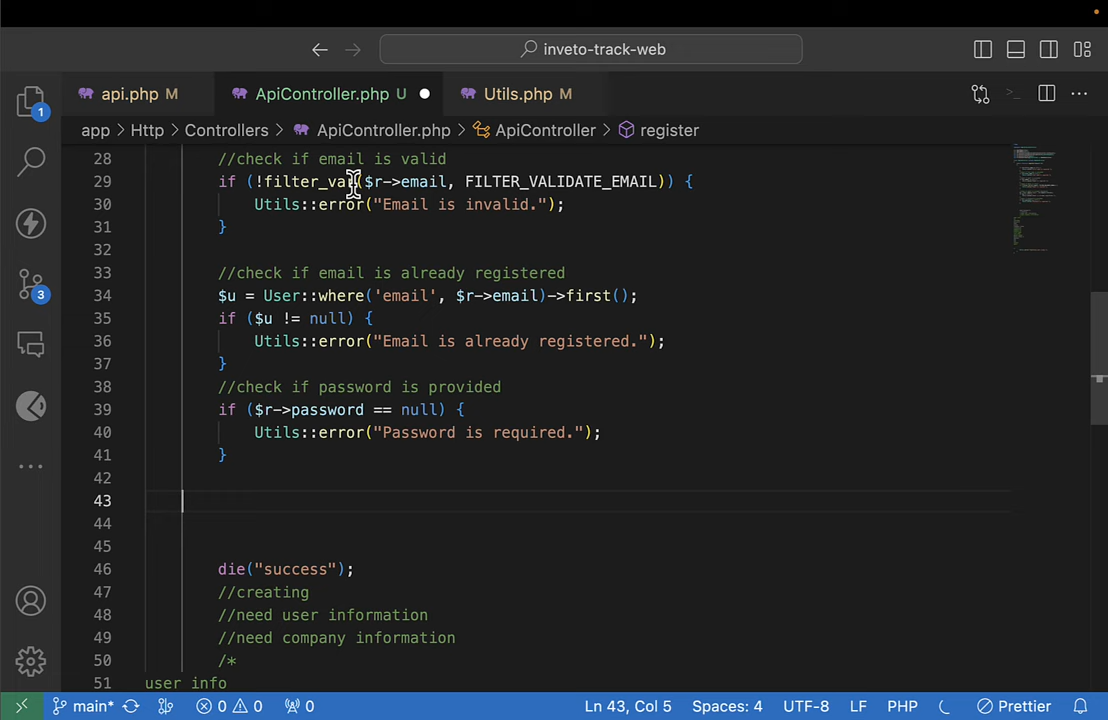 inveto-track-web
api.php M ApiController.php U Utils.php M
app > Http > Controllers > ApiController.php > ApiController > register
28 //check if email is valid
29 if (!filter_var($r->email, FILTER_VALIDATE_EMAIL)) {
30 Utils::error("Email is invalid.");
31 }
32
33 //check if email is already registered
34 $u = User::where('email', $r->email)->first();
35 if ($u != null) {
36 Utils::error("Email is already registered.");
37 }
38 //check if password is provided
39 if ($r->password == null) {
40 Utils::error("Password is required.");
41 }
42
43
44
45
46 die("success");
47 //creating
48 //need user information
49 //need company information
50 /*
51 user info
1
3
main* 0 0 0 Ln 43, Col 5 Spaces: 4 UTF-8 LF PHP Prettier